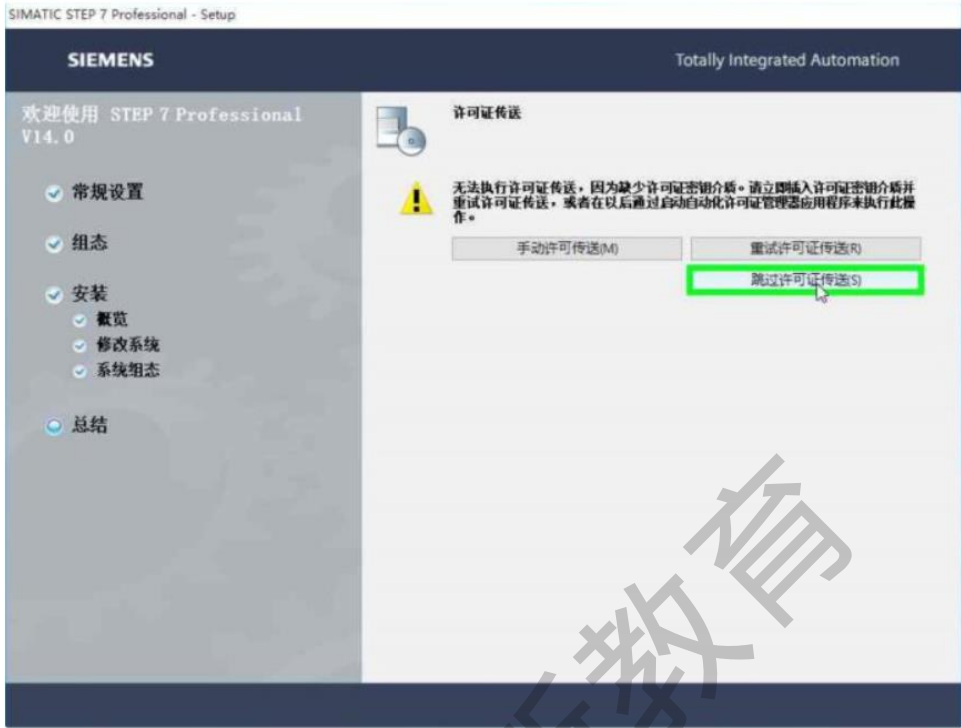 SIMATIC STEP 7 Professional - Setup
SIEMENS
Totally Integrated Automation
欢迎使用 STEP 7 Professional
V14.0
常规设置
组态
安装
概览
修改系统
系统组态
总结
许可证传送
无法执行许可证传送，因为缺少许可证密钥介质。请立即插入许可证密钥介质并
重试许可证传送，或者在以后通过启动自动化许可证管理器应用程序来执行此操
作。
手动许可传送(M)
重试许可证传送(R)
跳过许可证传送(S)
教育